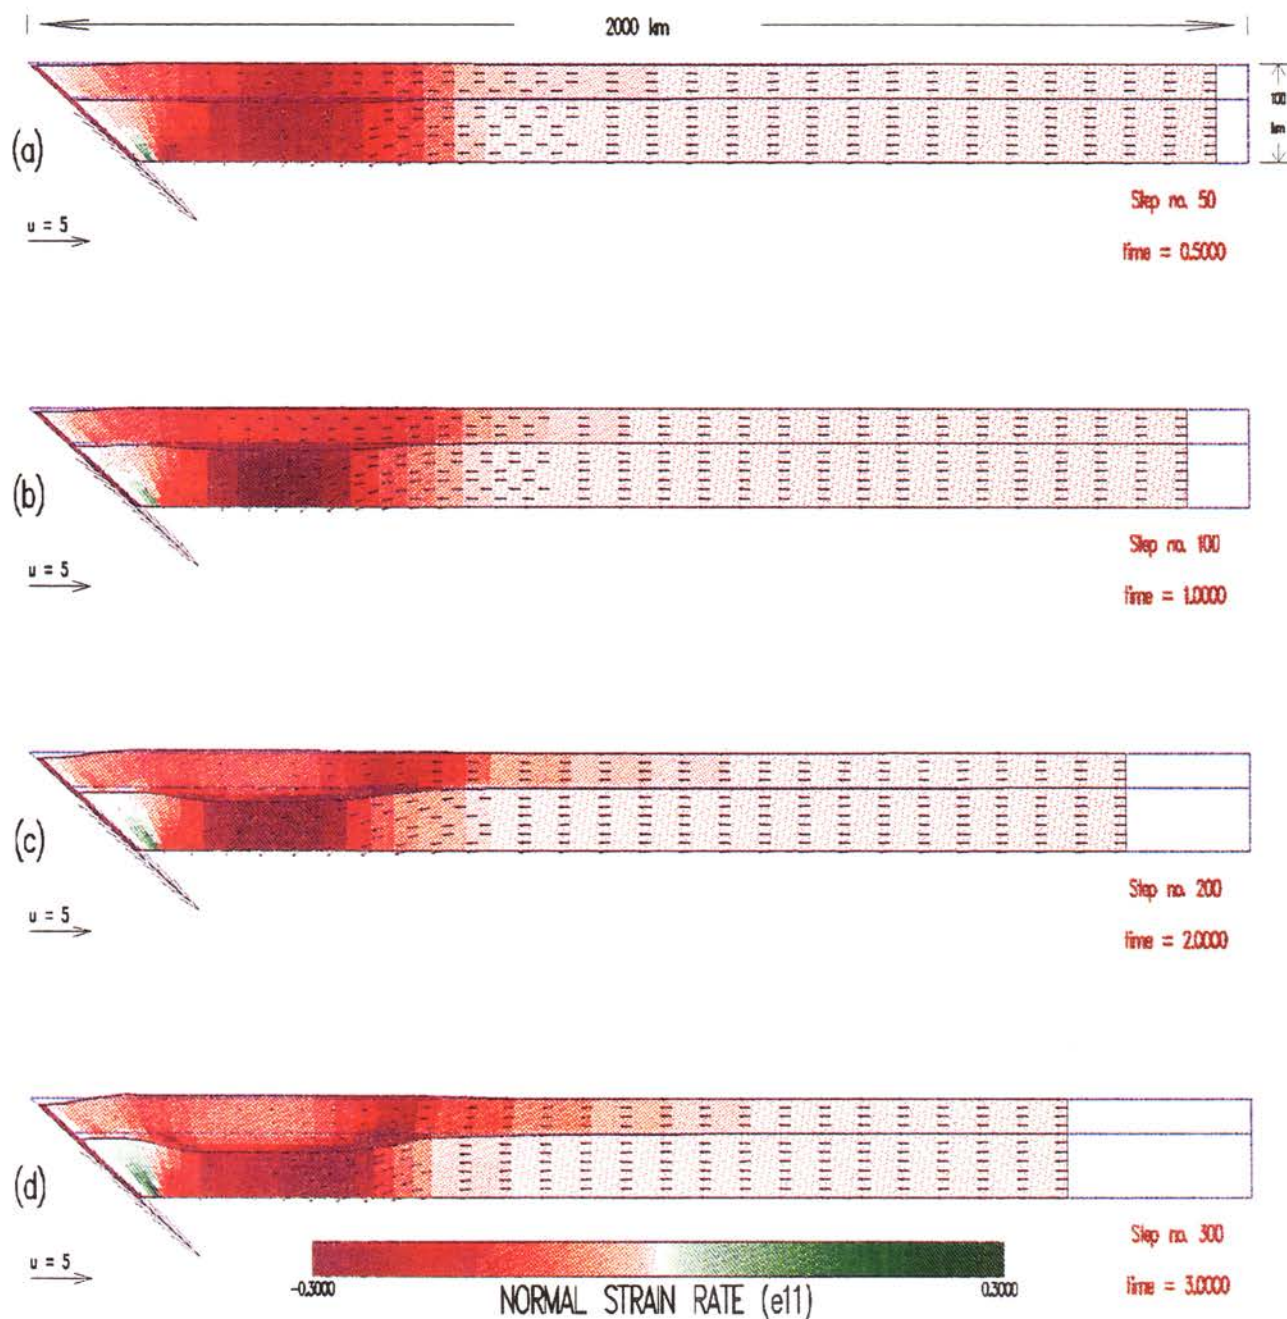 2000 km
100
km
(a)
u = 5
Step no. 50
time = 0.5000
(b)
u = 5
Step no. 100
time = 1.0000
(c)
u = 5
Step no. 200
time = 2.0000
(d)
u = 5
Step no. 300
time = 3.0000
-0.3000
0.3000
NORMAL STRAIN RATE (e11)